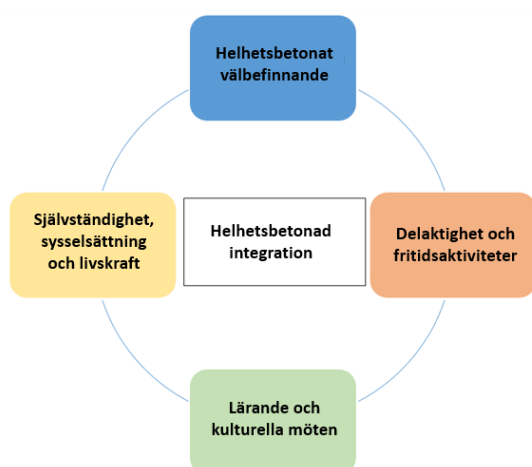 Helhetsbetonat
välbefinnande
Självständighet,
sysselsättning
och livskraft
Helhetsbetonad
integration
Delaktighet och
fritidsaktiviteter
Lärande och
kulturella möten